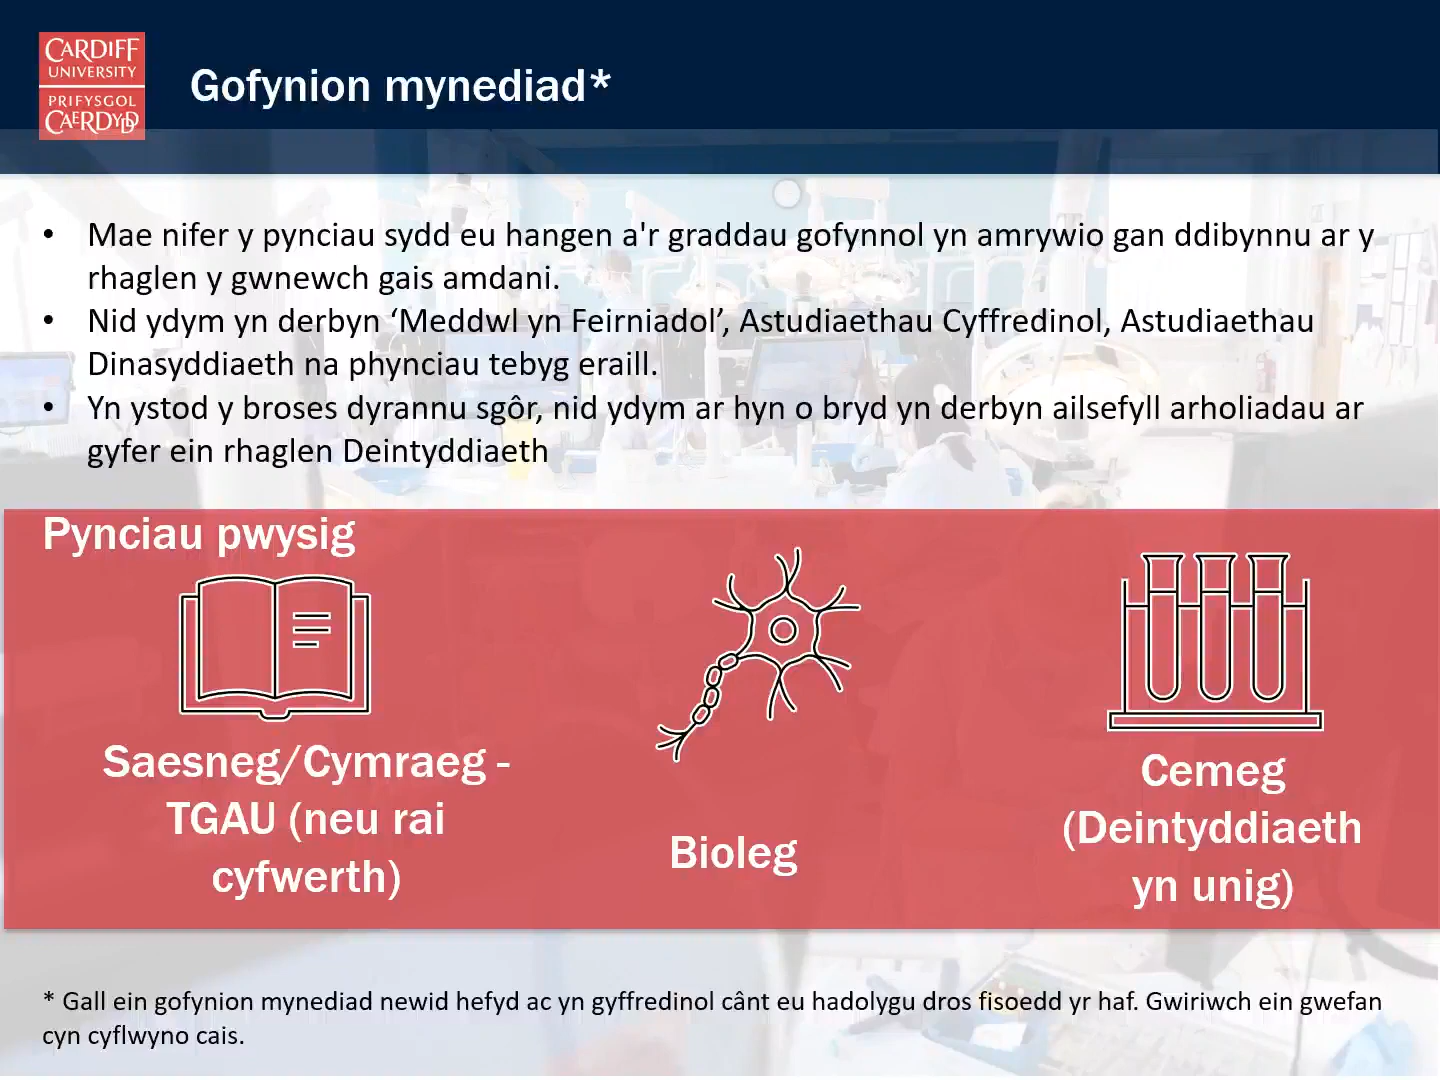 CARDIFF
UNIVERSITY
PRIFYSGOL
CAERDYDD
Gofynion mynediad*
• Mae nifer y pynciau sydd eu hangen a'r graddau gofynnol yn amrywio gan ddibynnu ar y
rhaglen y gwnewch gais amdani.
• Nid ydym yn derbyn ‘Meddwl yn Feirniadol’, Astudiaethau Cyffredinol, Astudiaethau
Dinasyddiaeth na phynciau tebyg eraill.
• Yn ystod y broses dyrannu sgôr, nid ydym ar hyn o bryd yn derbyn ailsefyll arholiadau ar
gyfer ein rhaglen Deintyddiaeth
Pynciau pwysig
Saesneg/Cymraeg -
TGAU (neu rai
cyfwerth)
Bioleg
Cemeg
(Deintyddiaeth
yn unig)
* Gall ein gofynion mynediad newid hefyd ac yn gyffredinol cânt eu hadolygu dros fisoedd yr haf. Gwiriwch ein gwefan
cyn cyflwyno cais.